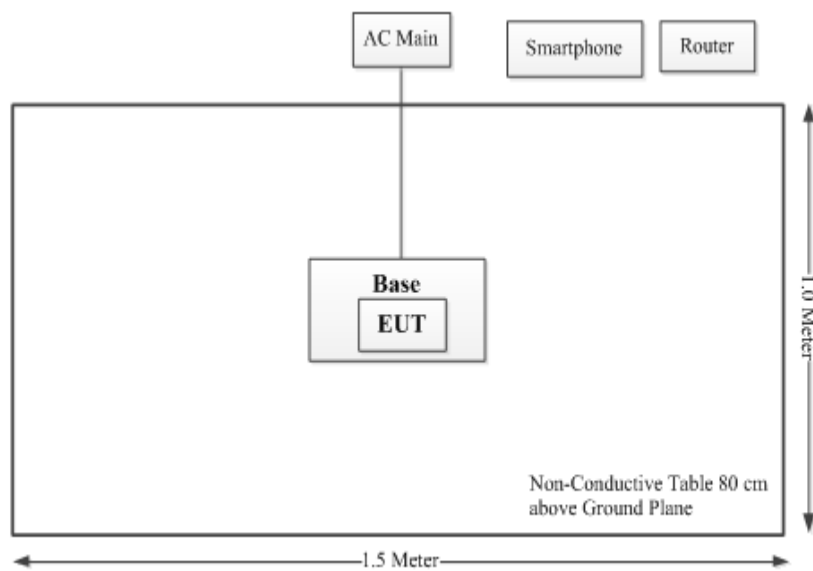 AC Main
Smartphone
Router
Base
EUT
1.0 Meter
Non-Conductive Table 80 cm
above Ground Plane
1.5 Meter